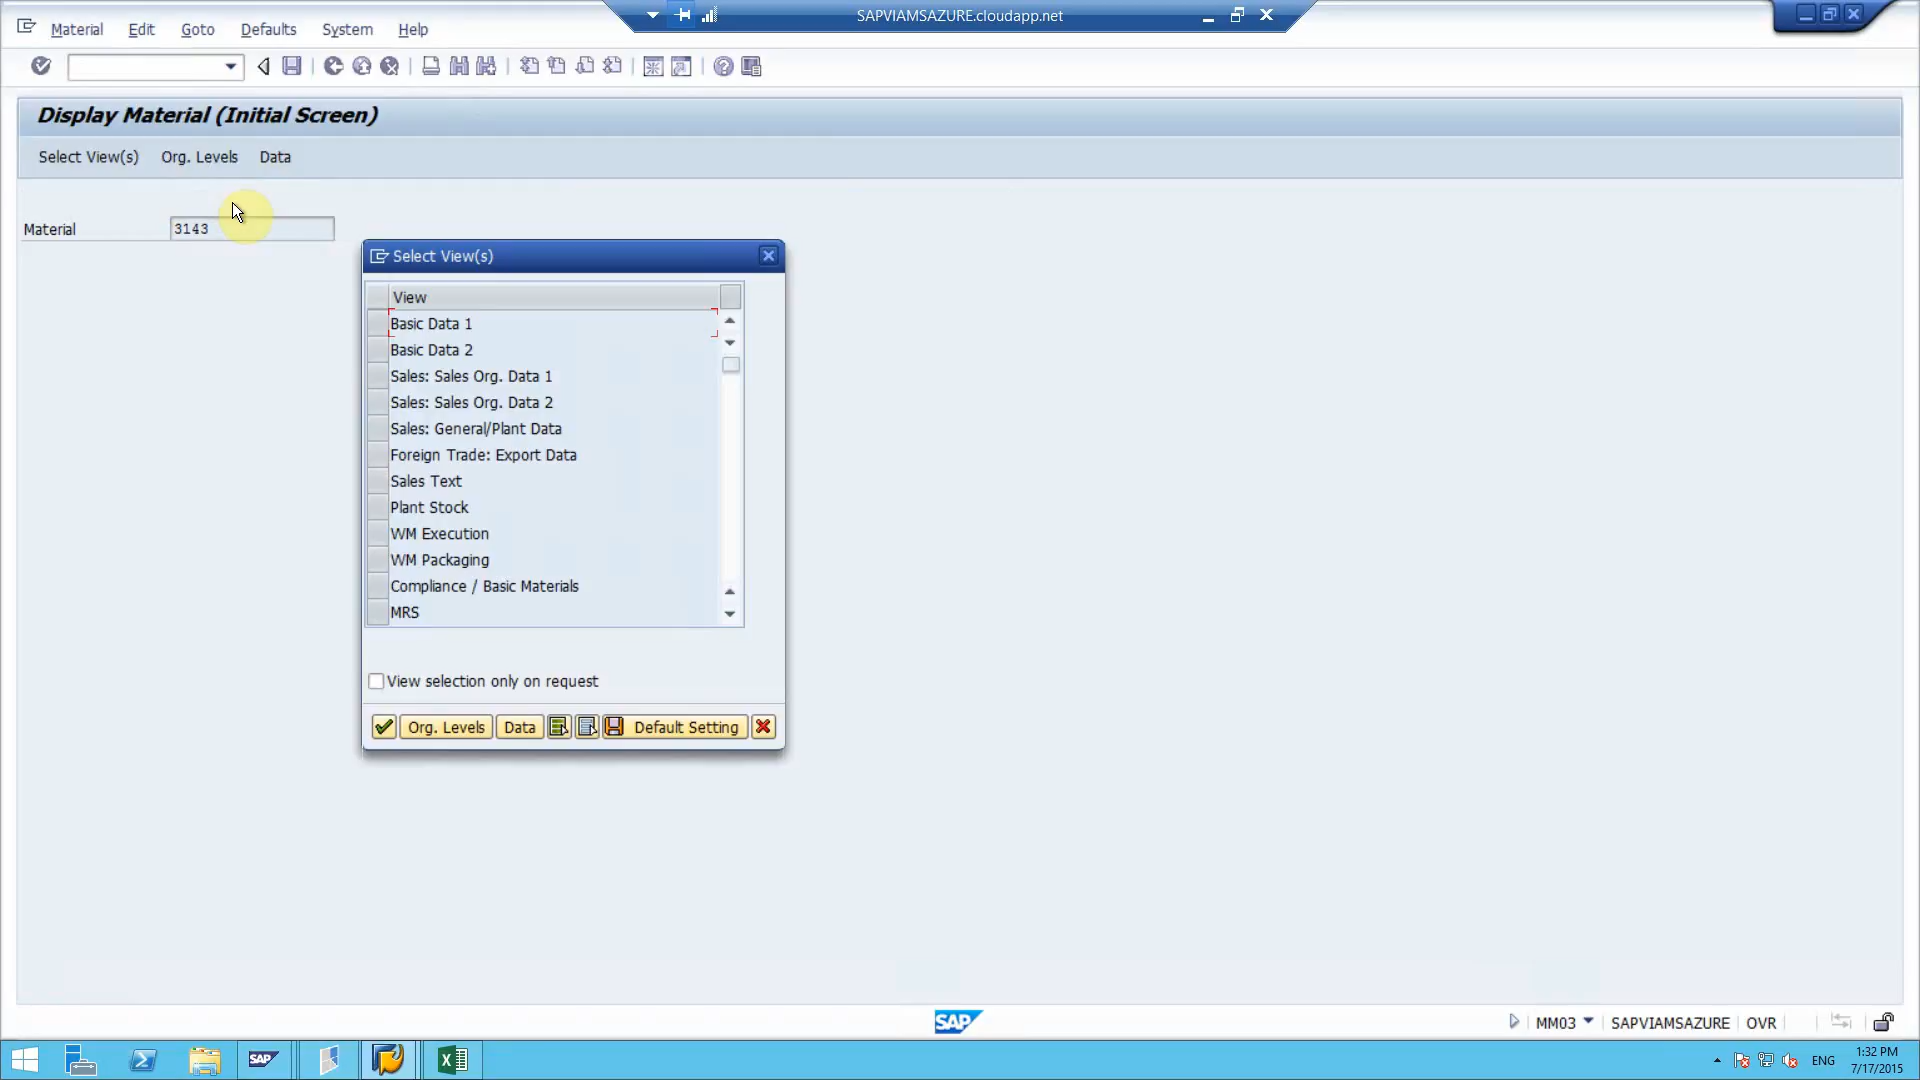 SAPVIAMSAZURE.cloudapp.net
Material Edit Goto Defaults System Help
Display Material (Initial Screen)
Select View(s) Org. Levels Data
Material 3143
Select View(s)
View
Basic Data 1
Basic Data 2
Sales: Sales Org. Data 1
Sales: Sales Org. Data 2
Sales: General/Plant Data
Foreign Trade: Export Data
Sales Text
Plant Stock
WM Execution
WM Packaging
Compliance / Basic Materials
MRS
View selection only on request
Org. Levels Data Default Setting
SAP
MM03 SAPVIAMSAZURE OVR
SAP
ENG
1:32 PM
7/17/2015